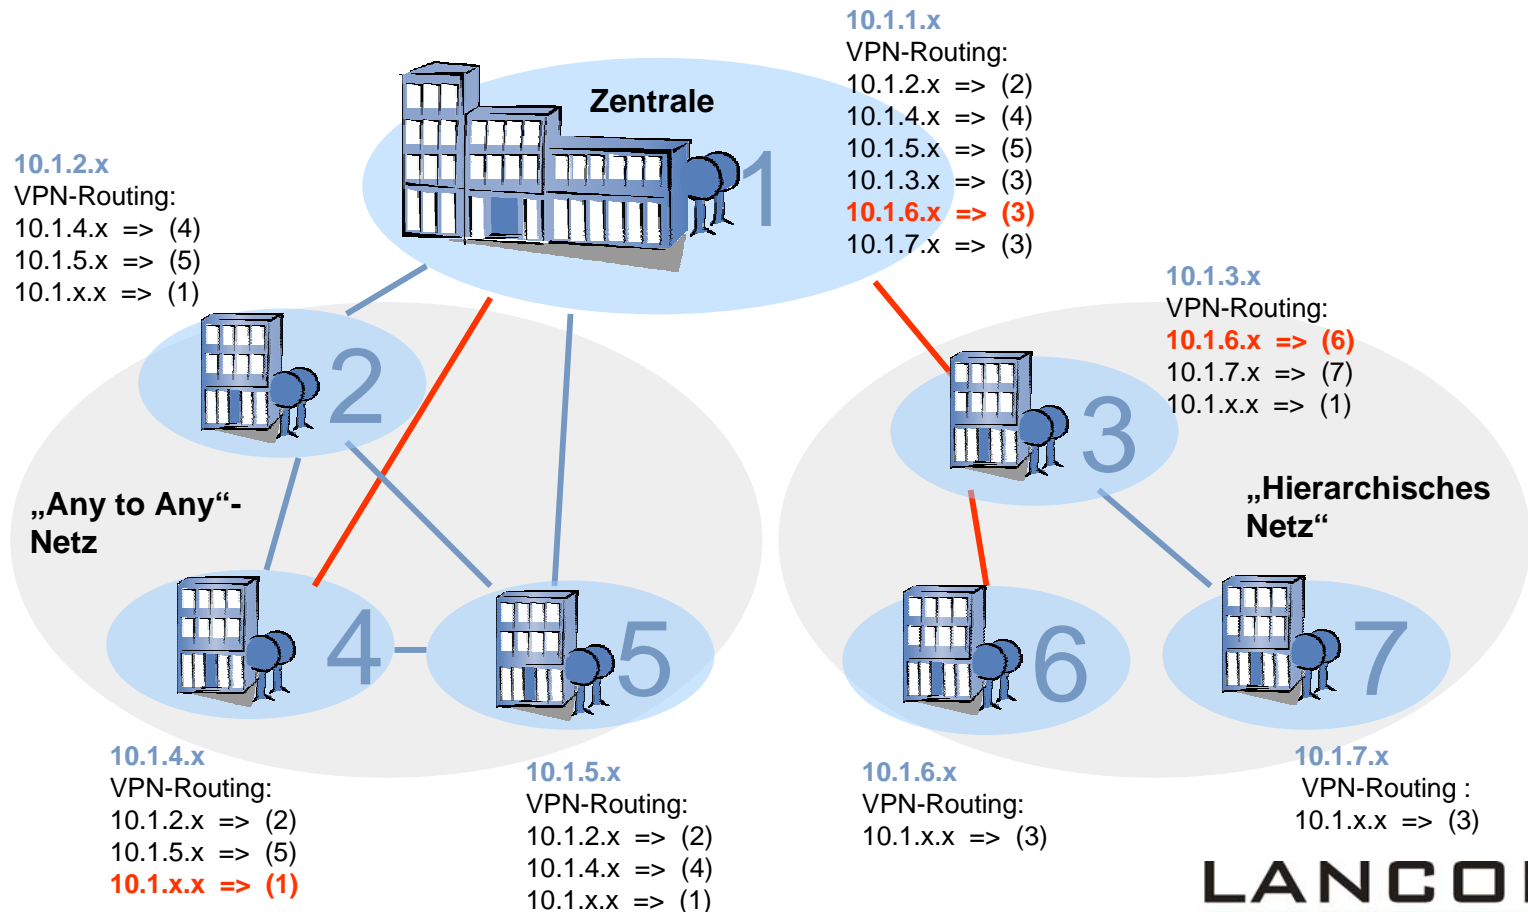 10.1.1.x
VPN-Routing:
10.1.2.x => (2)
10.1.4.x => (4)
10.1.5.x => (5)
10.1.3.x => (3)
10.1.6.x => (3)
10.1.7.x => (3)
Zentrale
1
10.1.2.x
VPN-Routing:
10.1.4.x => (4)
10.1.5.x => (5)
10.1.x.x => (1)
2
10.1.3.x
VPN-Routing:
10.1.6.x => (6)
10.1.7.x => (7)
10.1.x.x => (1)
3
„Any to Any“-
Netz
„Hierarchisches
Netz“
4
5
6
7
10.1.4.x
VPN-Routing:
10.1.2.x => (2)
10.1.5.x => (5)
10.1.x.x => (1)
10.1.5.x
VPN-Routing:
10.1.2.x => (2)
10.1.4.x => (4)
10.1.x.x => (1)
10.1.6.x
VPN-Routing:
10.1.x.x => (3)
10.1.7.x
VPN-Routing :
10.1.x.x => (3)
LANCO